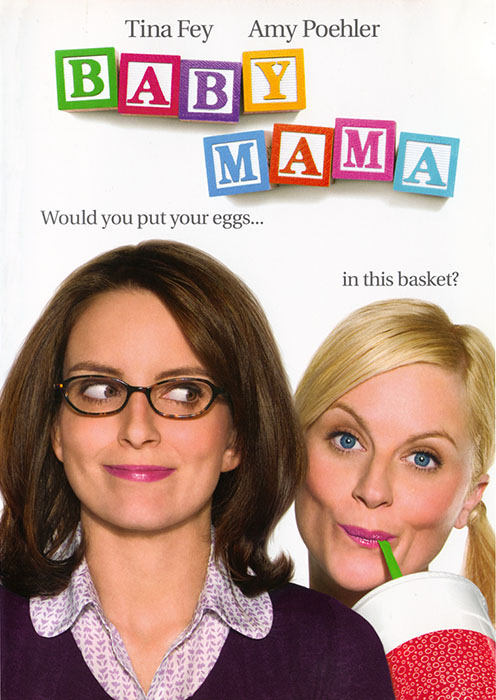 Tina Fey Amy Poehler
BABY
MAMA
Would you put your eggs...
in this basket?